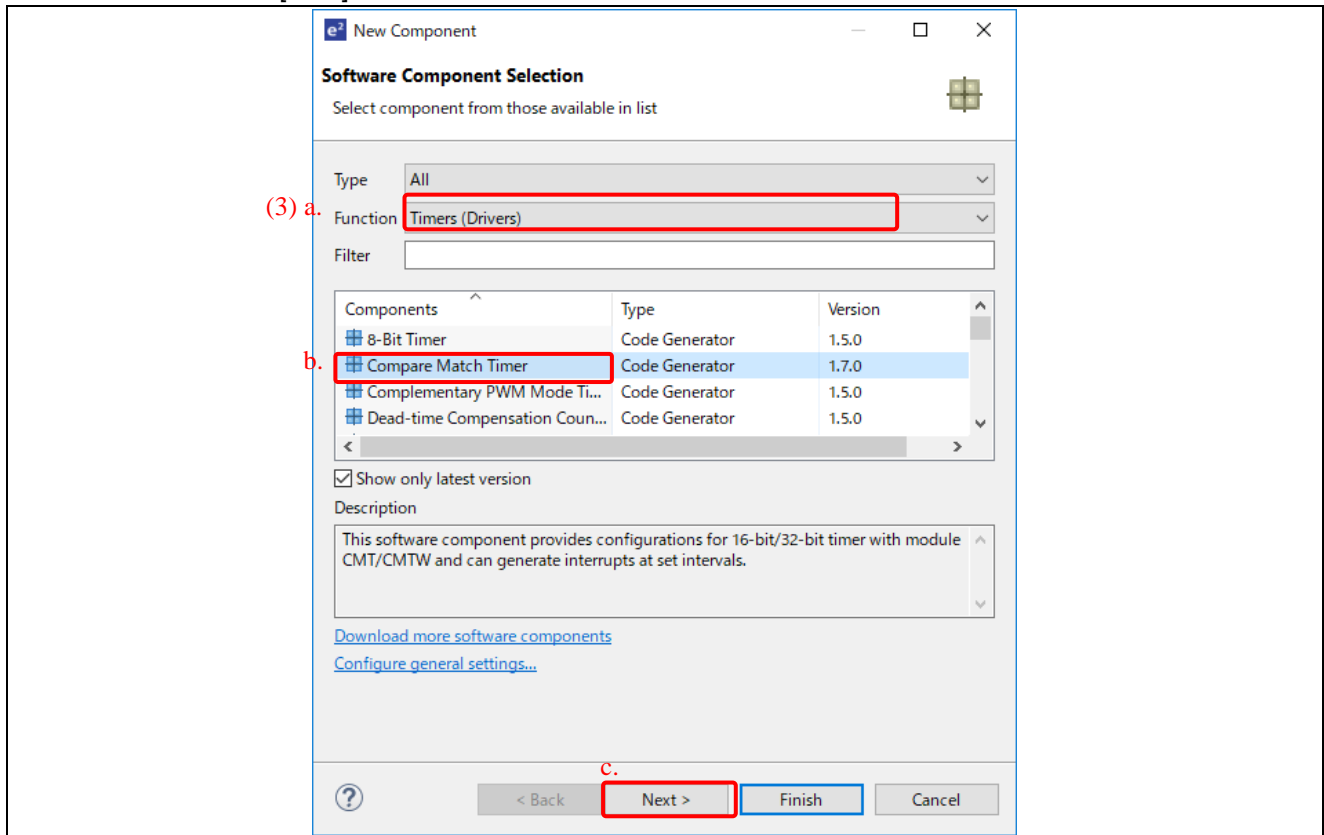 e² New Component
Software Component Selection
Select component from those available in list
Type All
(3) a. Function Timers (Drivers)
Filter
Components Type Version
8-Bit Timer Code Generator 1.5.0
b. Compare Match Timer Code Generator 1.7.0
Complementary PWM Mode Ti... Code Generator 1.5.0
Dead-time Compensation Coun... Code Generator 1.5.0
Show only latest version
Description
This software component provides configurations for 16-bit/32-bit timer with module
CMT/CMTW and can generate interrupts at set intervals.
Download more software components
Configure general settings...
c.
? < Back Next > Finish Cancel